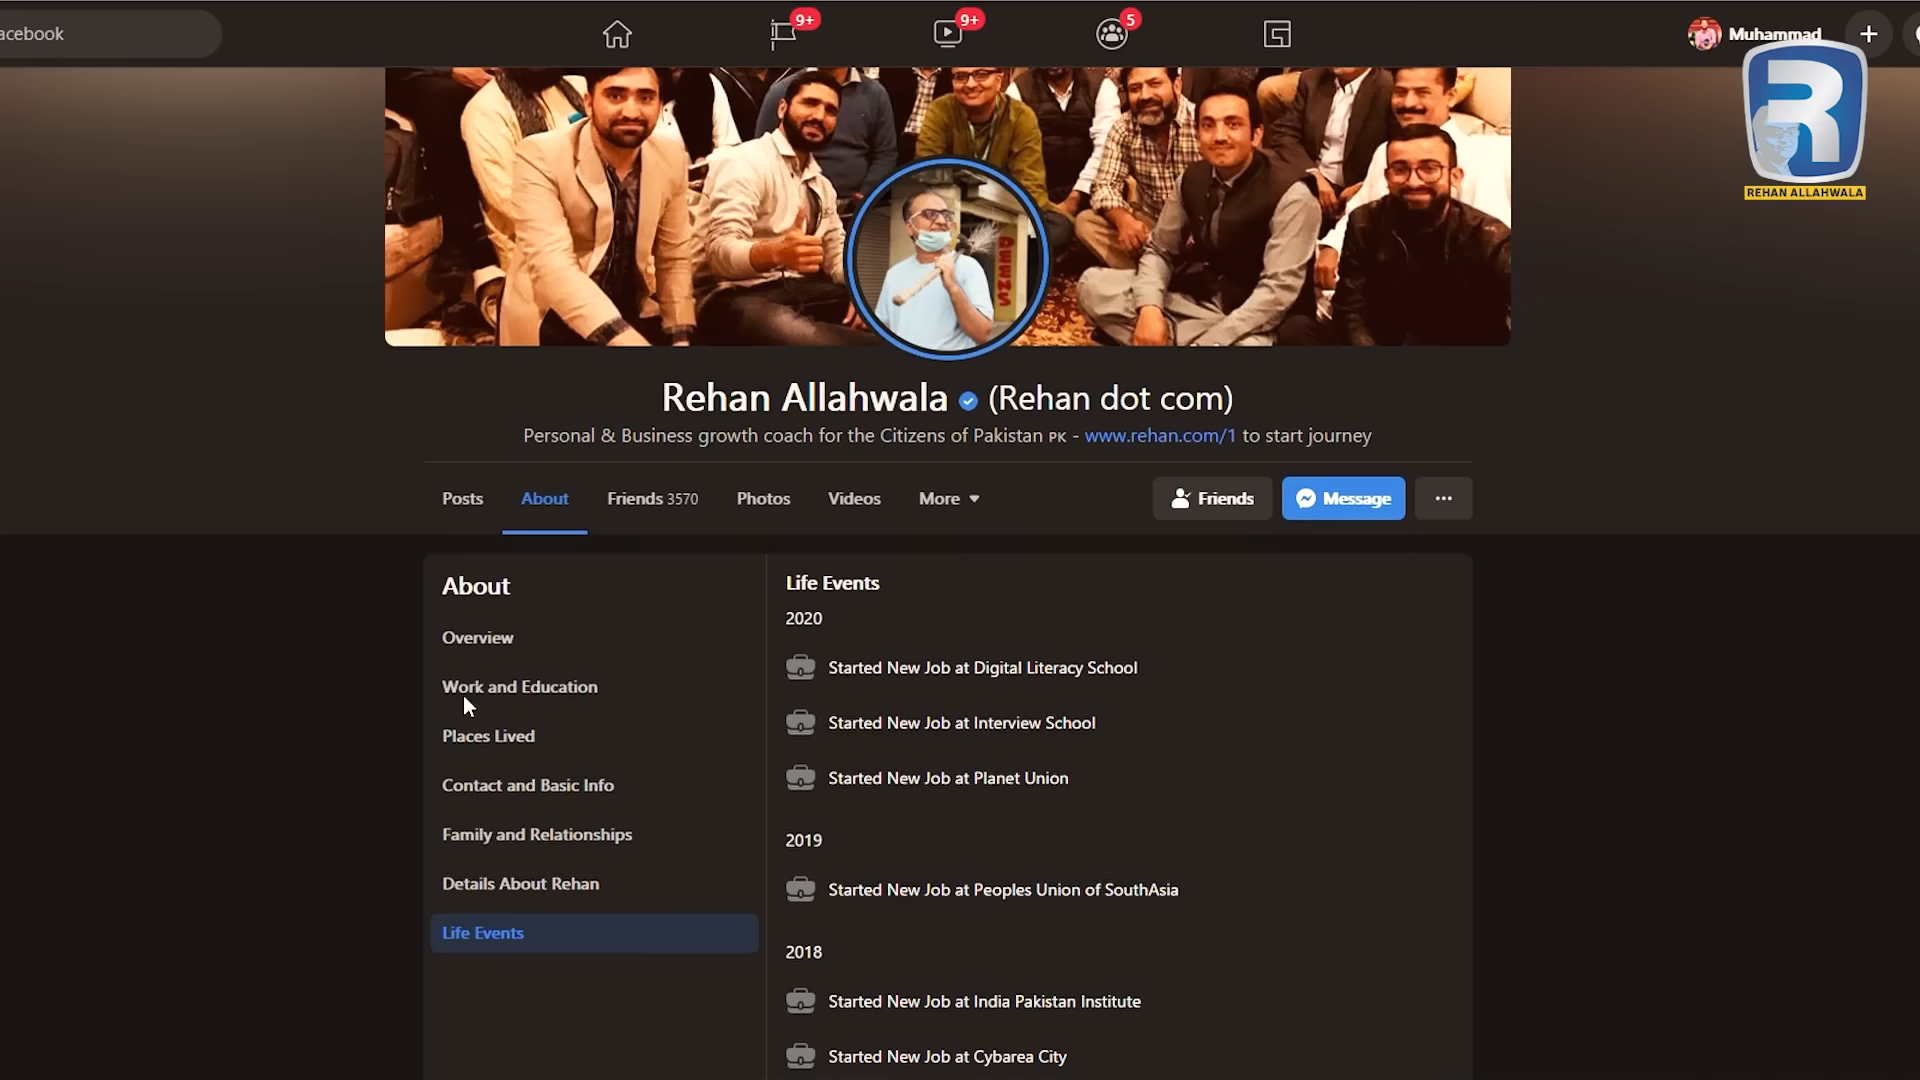 acebook
9+
9+
5
Muhammad
R
REHAN ALLAHWALA
Rehan Allahwala (Rehan dot com)
Personal & Business growth coach for the Citizens of Pakistan PK - www.rehan.com/1 to start journey
Posts
About
Friends 3570
Photos
Videos
More
Friends
Message
About
Overview
Work and Education
Places Lived
Contact and Basic Info
Family and Relationships
Details About Rehan
Life Events
Life Events
2020
Started New Job at Digital Literacy School
Started New Job at Interview School
Started New Job at Planet Union
2019
Started New Job at Peoples Union of SouthAsia
2018
Started New Job at India Pakistan Institute
Started New Job at Cybarea City